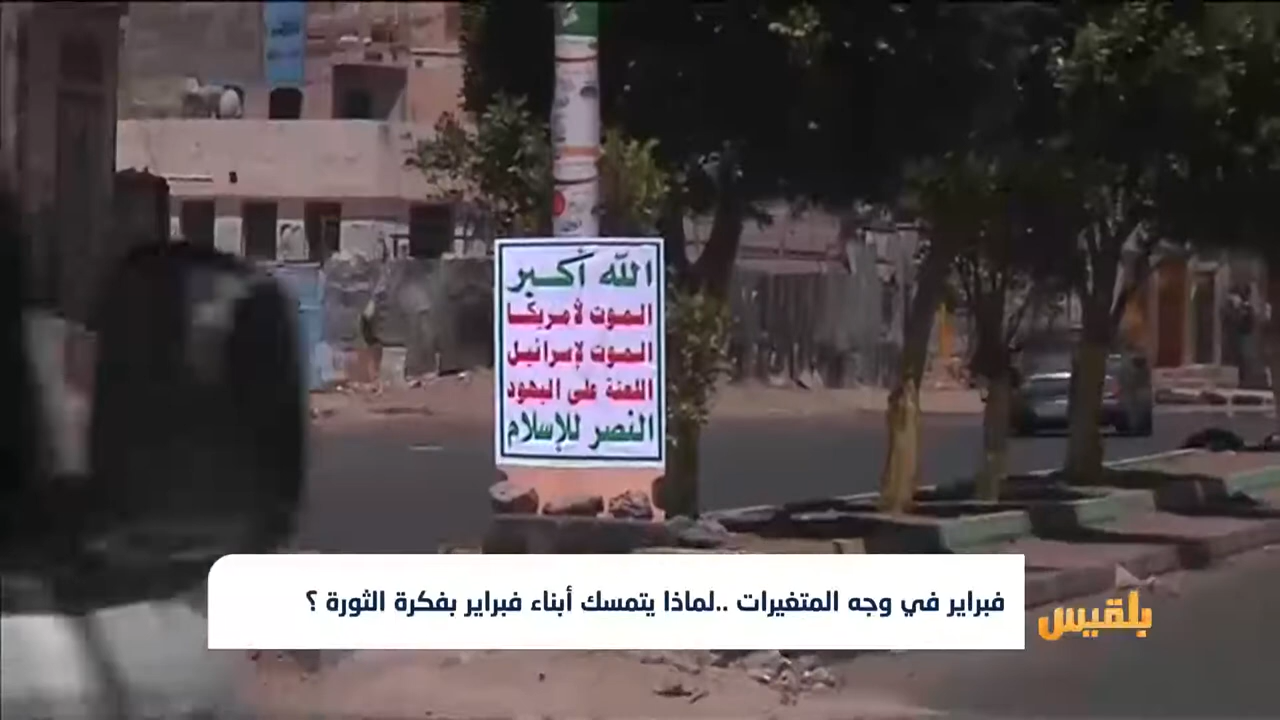 الله أكبر
الموت لأمريكا
الموت لإسرائيل
اللعنة على اليهود
النصر للإسلام
فبراير في وجه المتغيرات ..لماذا يتمسك أبناء فبراير بفكرة الثورة ؟
بلقيس